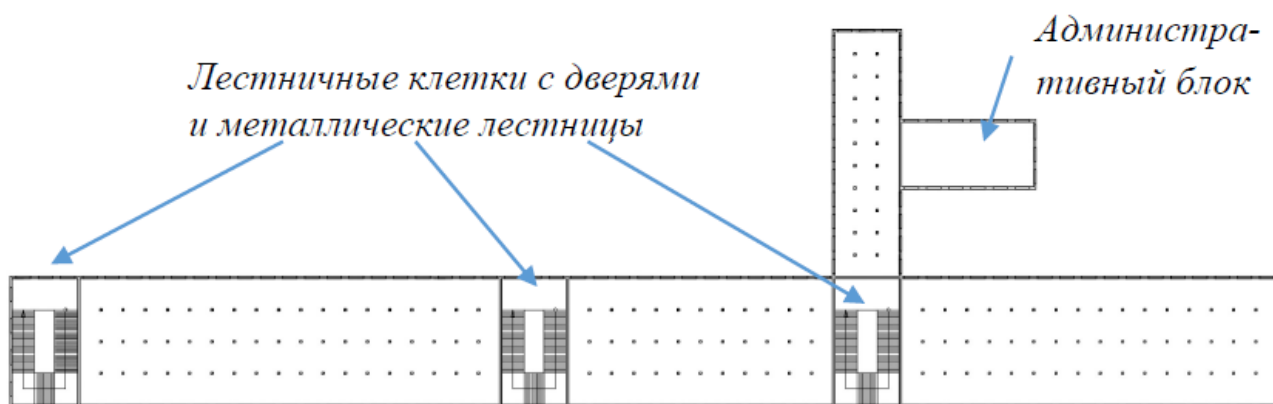 Лестничные клетки с дверями
и металлические лестницы
Администра-
тивный блок